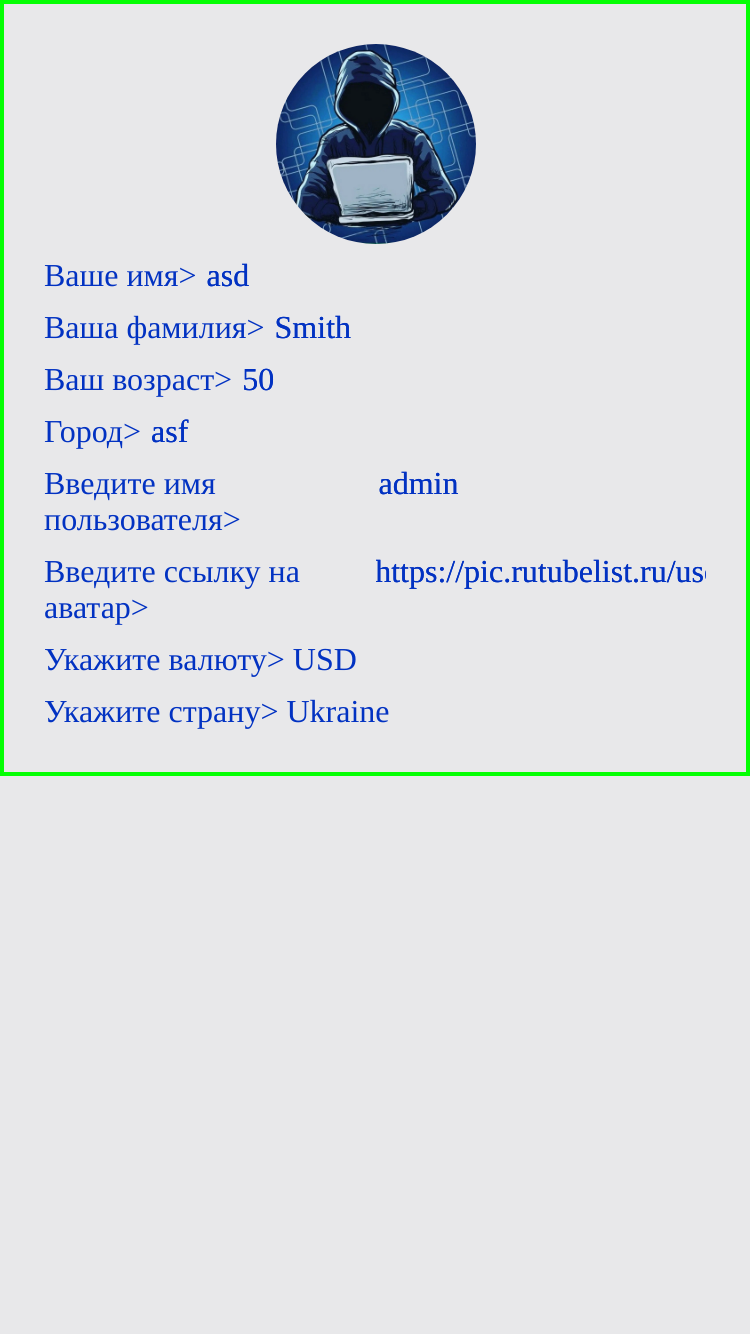 Ваше имя> asd
Ваша фамилия> Smith
Ваш возраст> 50
Город> asf
Введите имя admin
пользователя>
Введите ссылку на https://pic.rutubelist.ru/us
аватар>
Укажите валюту> USD
Укажите страну> Ukraine